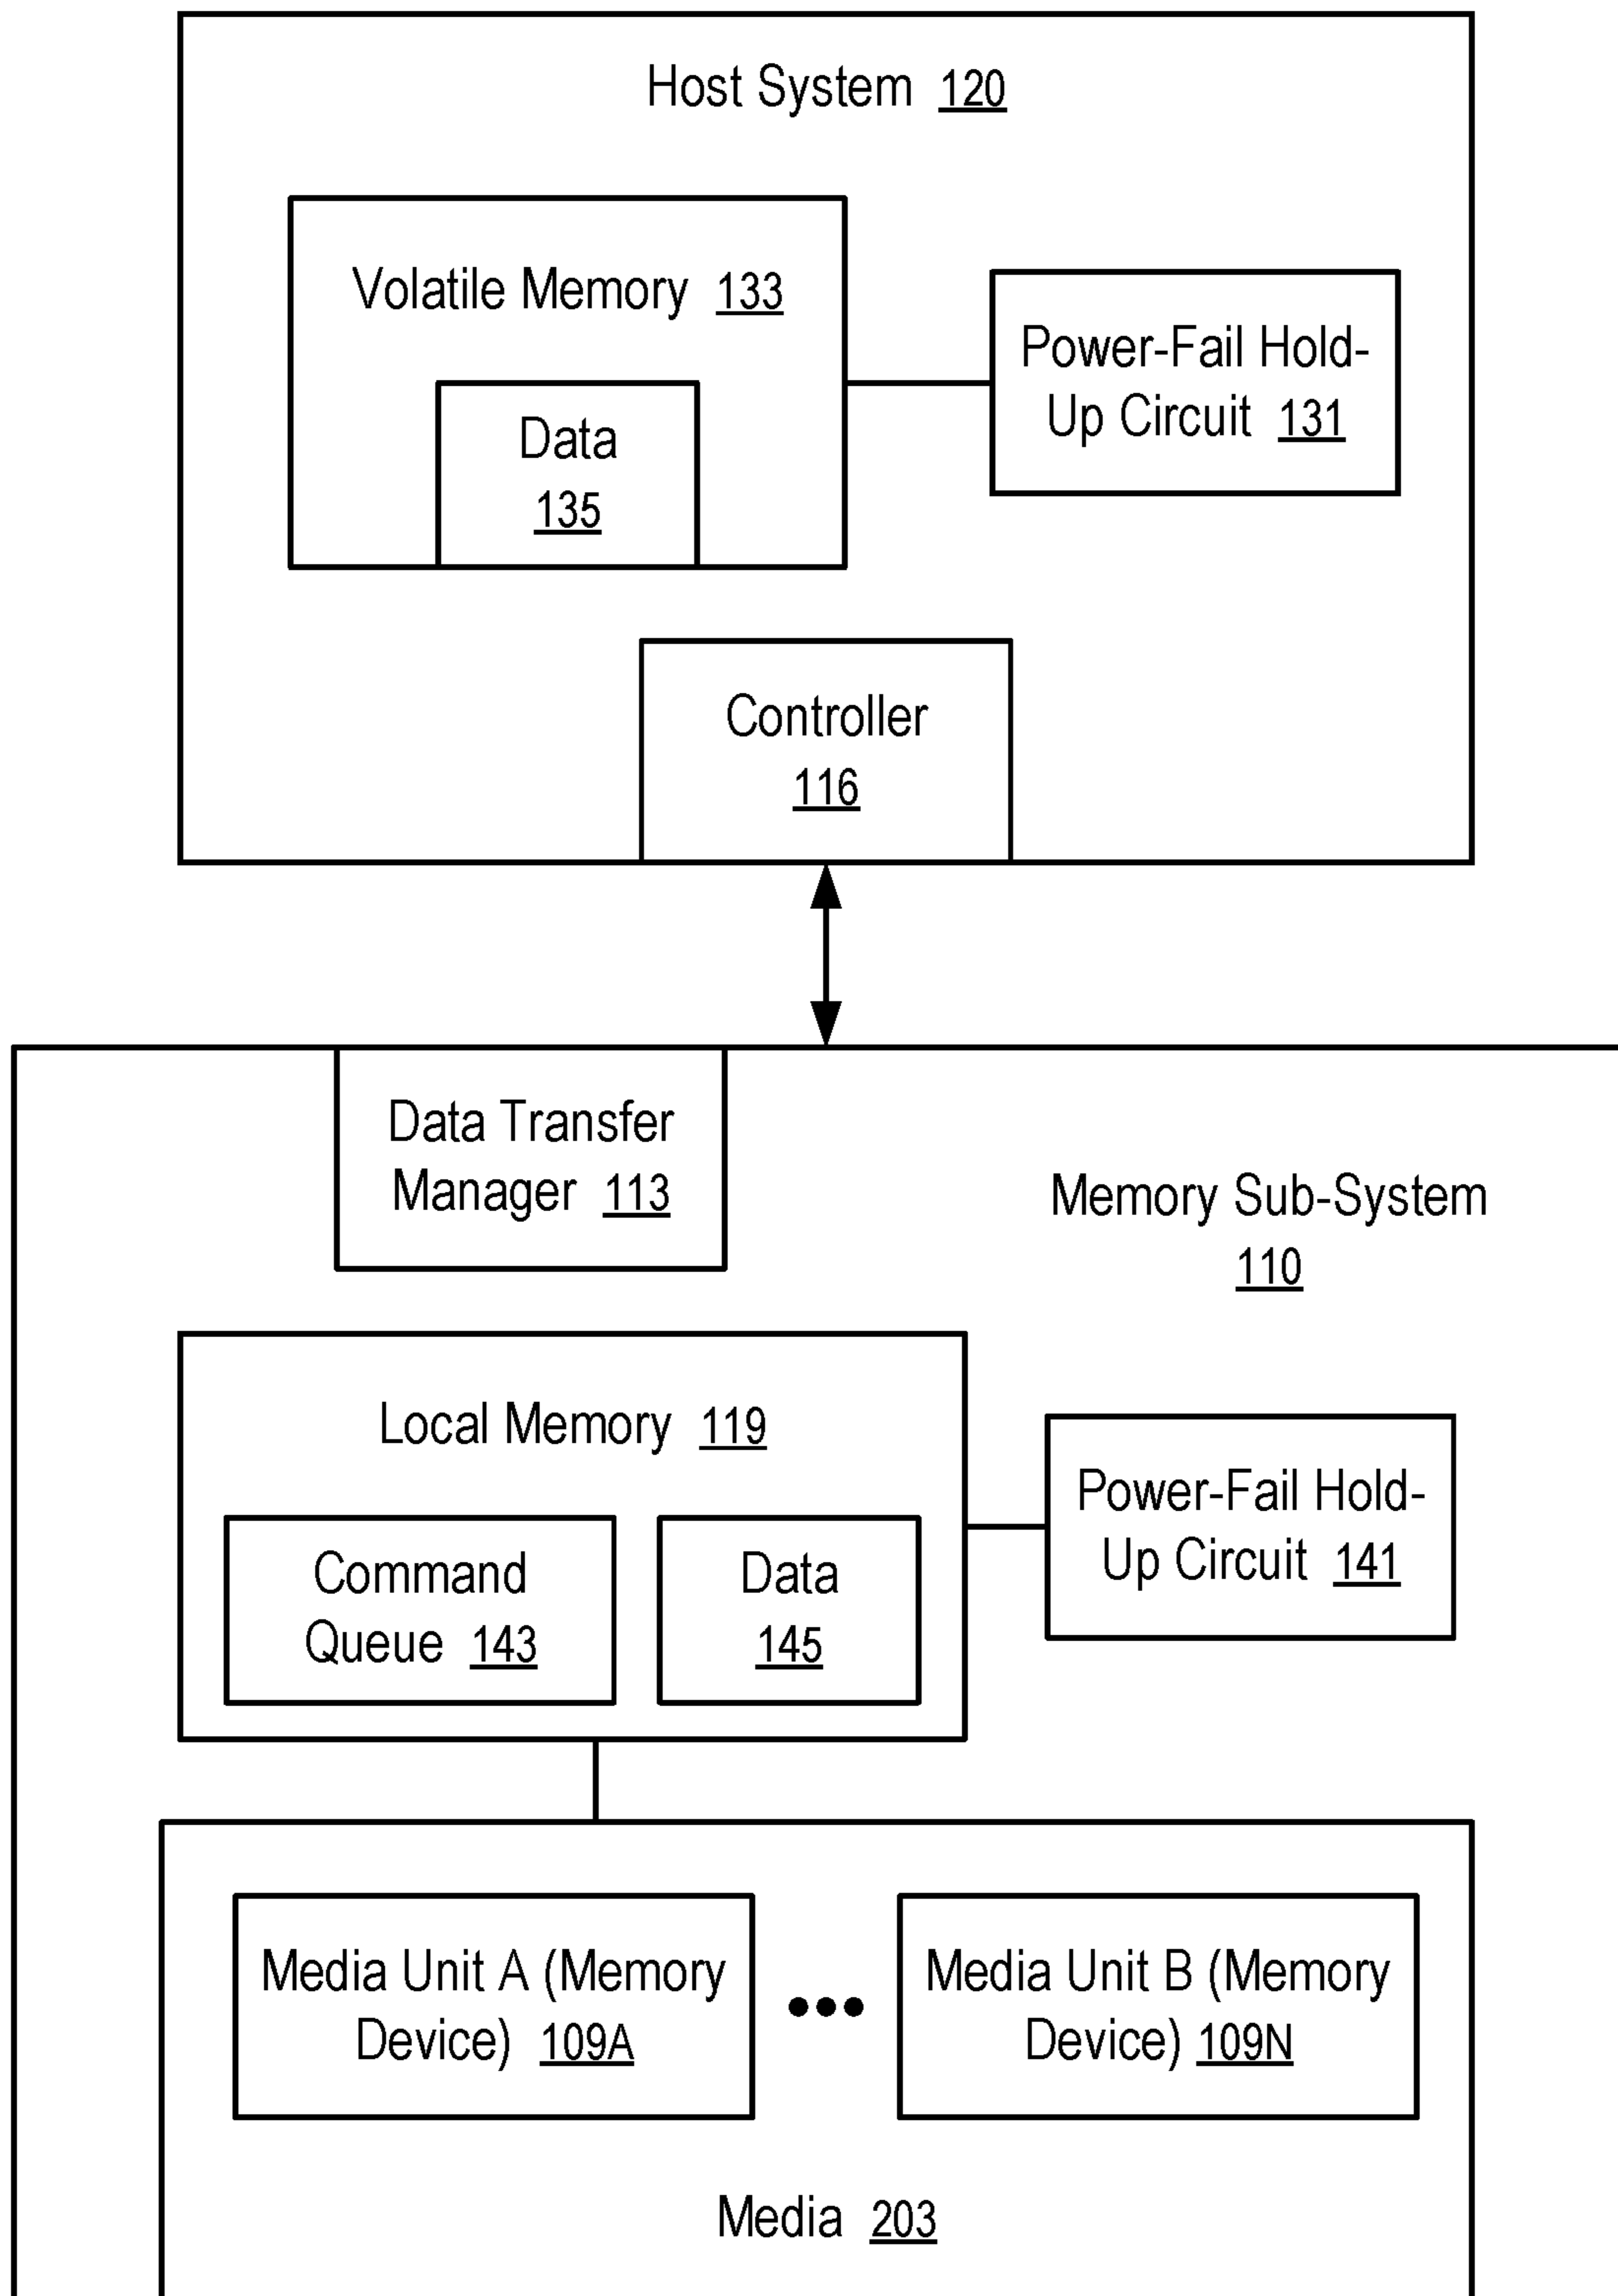 Host System 120
Volatile Memory 133
Power-Fail Hold-
Up Circuit 131
Data
135
Controller
116
Data Transfer
Manager 113
Memory Sub-System
110
Local Memory 119
Power-Fail Hold-
Up Circuit 141
Command
Queue 143
Data
145
Media Unit A (Memory
Device) 109A
Media Unit B (Memory
Device) 109N
Media 203